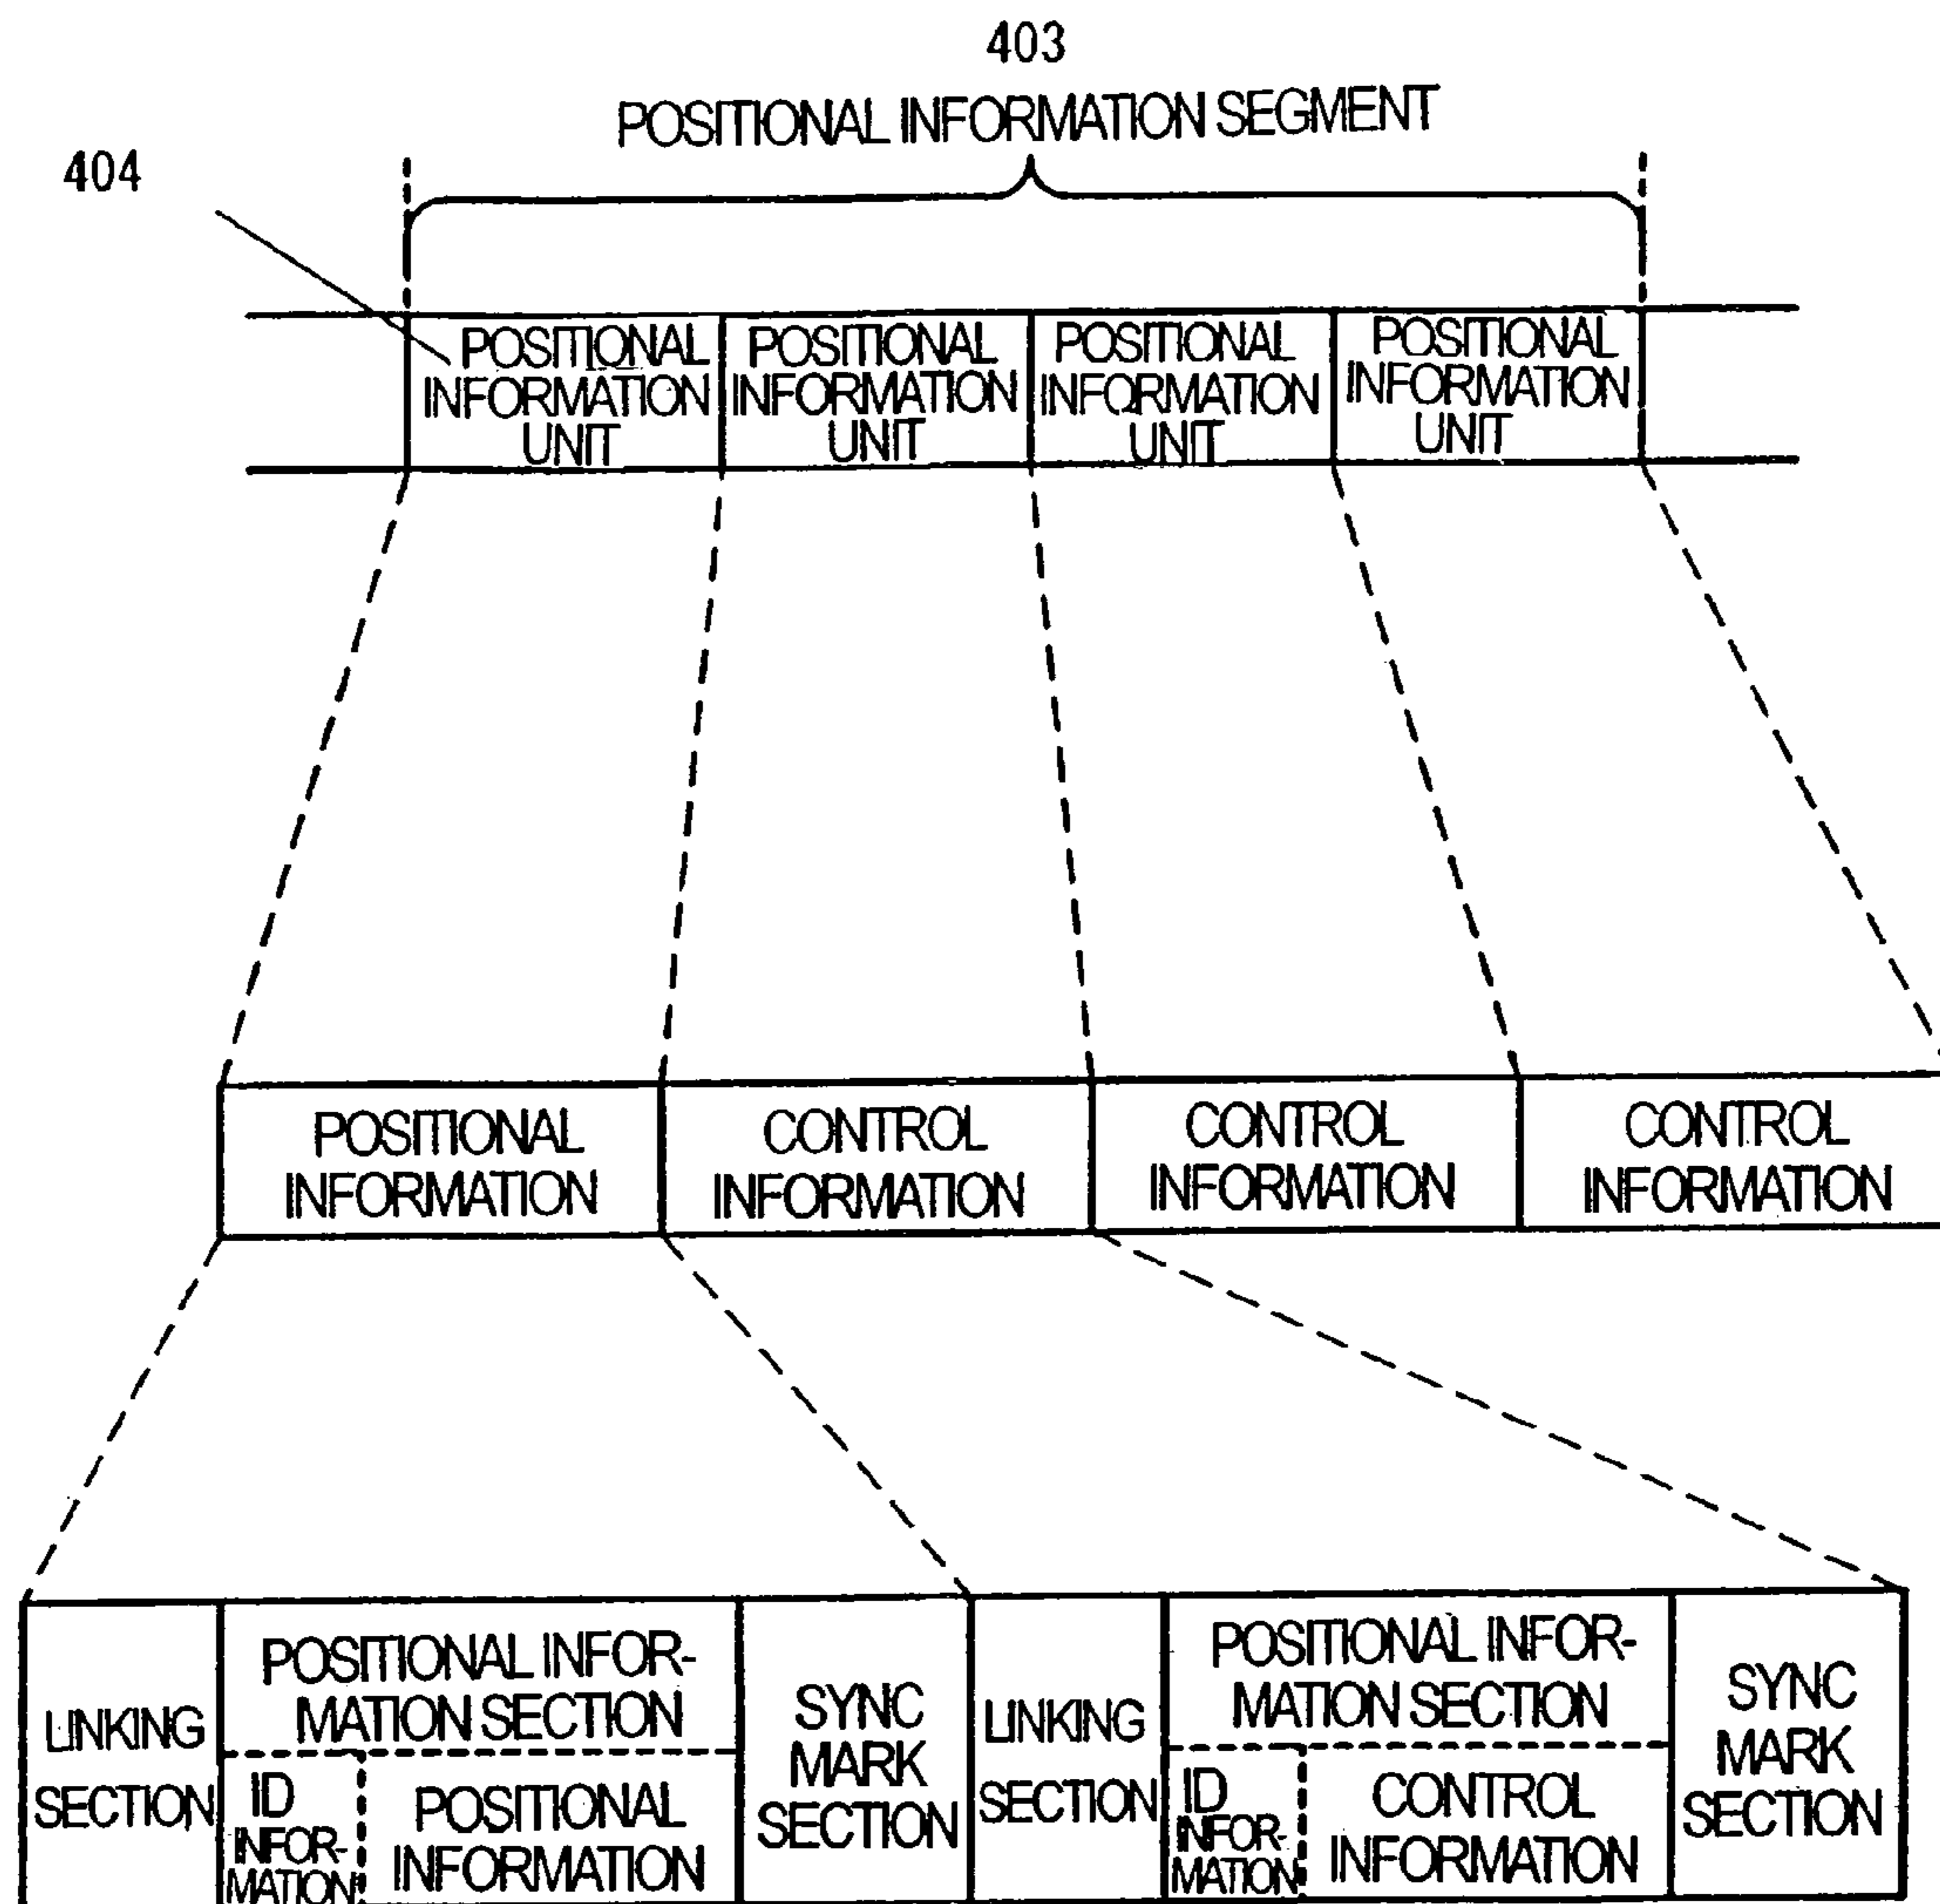 403
POSITIONAL INFORMATION SEGMENT
404
POSITIONAL
INFORMATION
UNIT
POSITIONAL
INFORMATION
UNIT
POSITIONAL
INFORMATION
UNIT
POSITIONAL
INFORMATION
UNIT
POSITIONAL
INFORMATION
CONTROL
INFORMATION
CONTROL
INFORMATION
CONTROL
INFORMATION
LINKING
SECTION
POSITIONAL INFOR-
MATION SECTION
ID
INFOR-
MATION
POSITIONAL
INFORMATION
SYNC
MARK
SECTION
LINKING
SECTION
POSITIONAL INFOR-
MATION SECTION
ID
INFOR-
MATION
CONTROL
INFORMATION
SYNC
MARK
SECTION